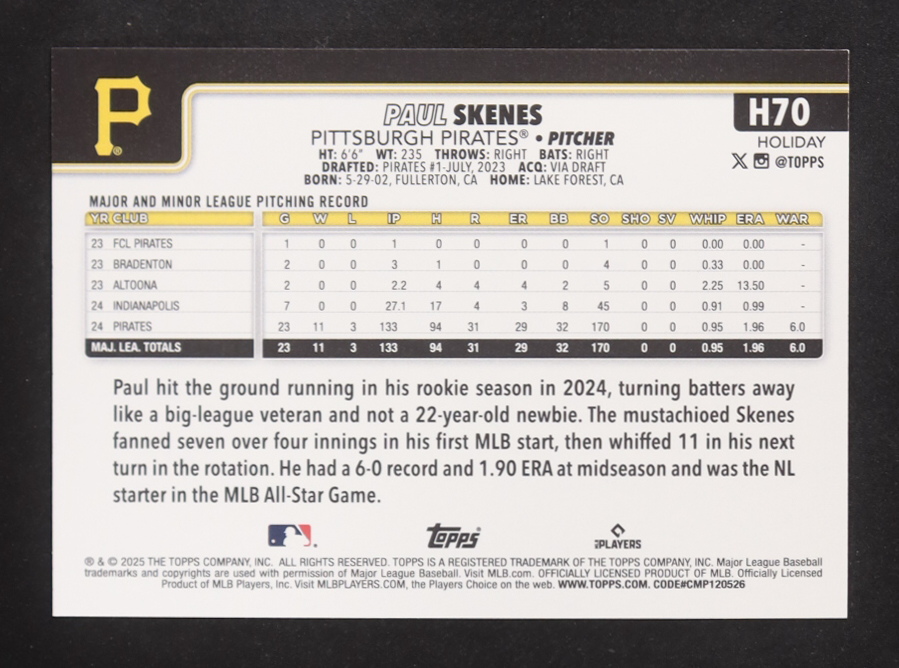 P®
PAUL SKENES
H70
PITTSBURGH PIRATES® • PITCHER
HOLIDAY
HT: 6'6" WT: 235 THROWS: RIGHT BATS: RIGHT
@TOPPS
DRAFTED: PIRATES #1-JULY, 2023 ACQ: VIA DRAFT
BORN: 5-29-02, FULLERTON, CA HOME: LAKE FOREST, CA
MAJOR AND MINOR LEAGUE PITCHING RECORD
YR CLUB G W L IP H R ER BB SO SHO SV WHIP ERA WAR
23 FCL PIRATES 1 0 0 1 0 0 0 0 1 0 0 0.00 0.00 -
23 BRADENTON 2 0 0 3 1 0 0 0 4 0 0 0.33 0.00 -
23 ALTOONA 2 0 0 2.2 4 4 4 2 5 0 0 2.25 13.50 -
24 INDIANAPOLIS 7 0 0 27.1 17 4 3 8 45 0 0 0.91 0.99 -
24 PIRATES 23 11 3 133 94 31 29 32 170 0 0 0.95 1.96 6.0
MAJ. LEA. TOTALS 23 11 3 133 94 31 29 32 170 0 0 0.95 1.96 6.0
Paul hit the ground running in his rookie season in 2024, turning batters away
like a big-league veteran and not a 22-year-old newbie. The mustachioed Skenes
fanned seven over four innings in his first MLB start, then whiffed 11 in his next
turn in the rotation. He had a 6-0 record and 1.90 ERA at midseason and was the NL
starter in the MLB All-Star Game.
Topps®
PLAYERS
® & © 2025 THE TOPPS COMPANY, INC. ALL RIGHTS RESERVED. TOPPS IS A REGISTERED TRADEMARK OF THE TOPPS COMPANY, INC. Major League Baseball
trademarks and copyrights are used with permission of Major League Baseball. Visit MLB.com. OFFICIALLY LICENSED PRODUCT OF MLB. Officially Licensed
Product of MLB Players, Inc. Visit MLBPLAYERS.COM, the Players Choice on the web. WWW.TOPPS.COM. CODE#CMP120526